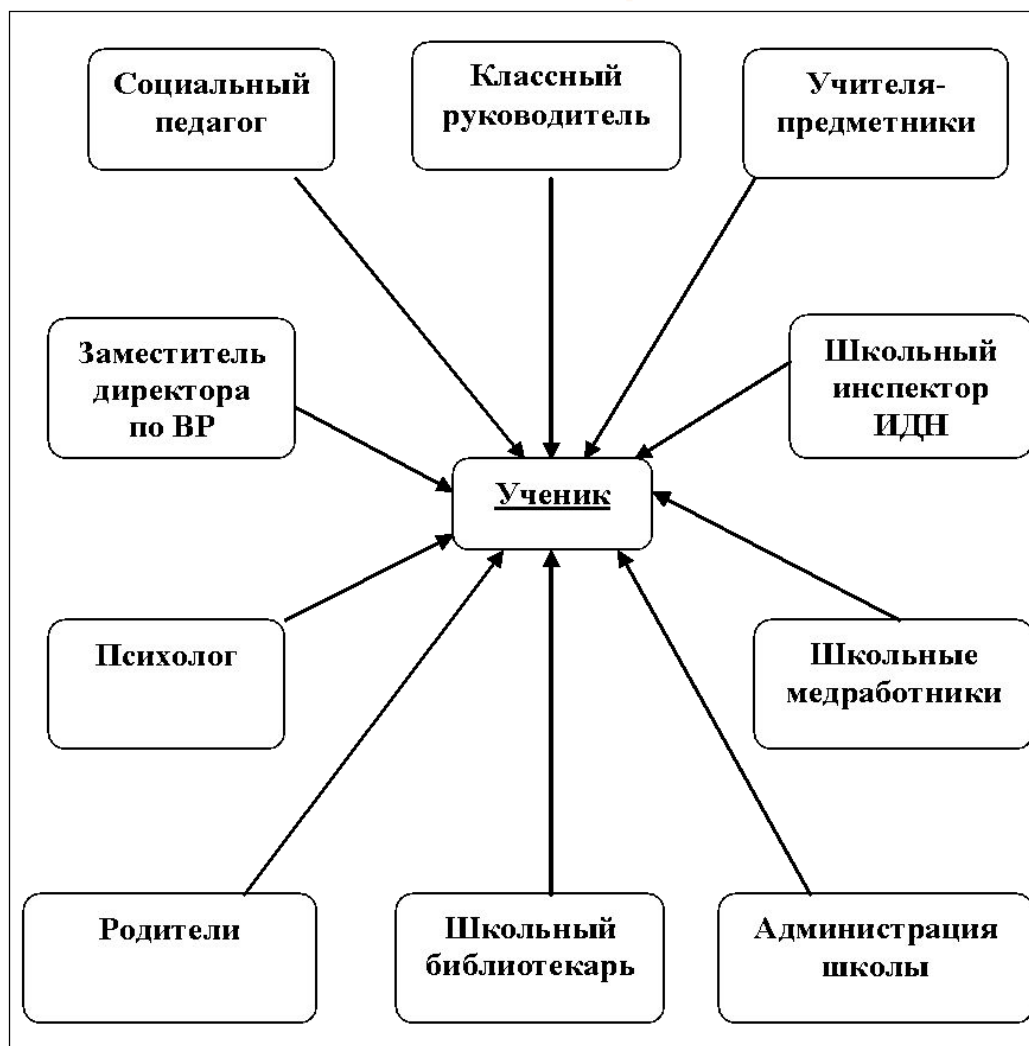 Социальный
педагог
Классный
руководитель
Учителя-
предметники
Заместитель
директора
по ВР
Школьный
инспектор
ИДН
Ученик
Психолог
Школьные
медработники
Родители
Школьный
библиотекарь
Администрация
школы